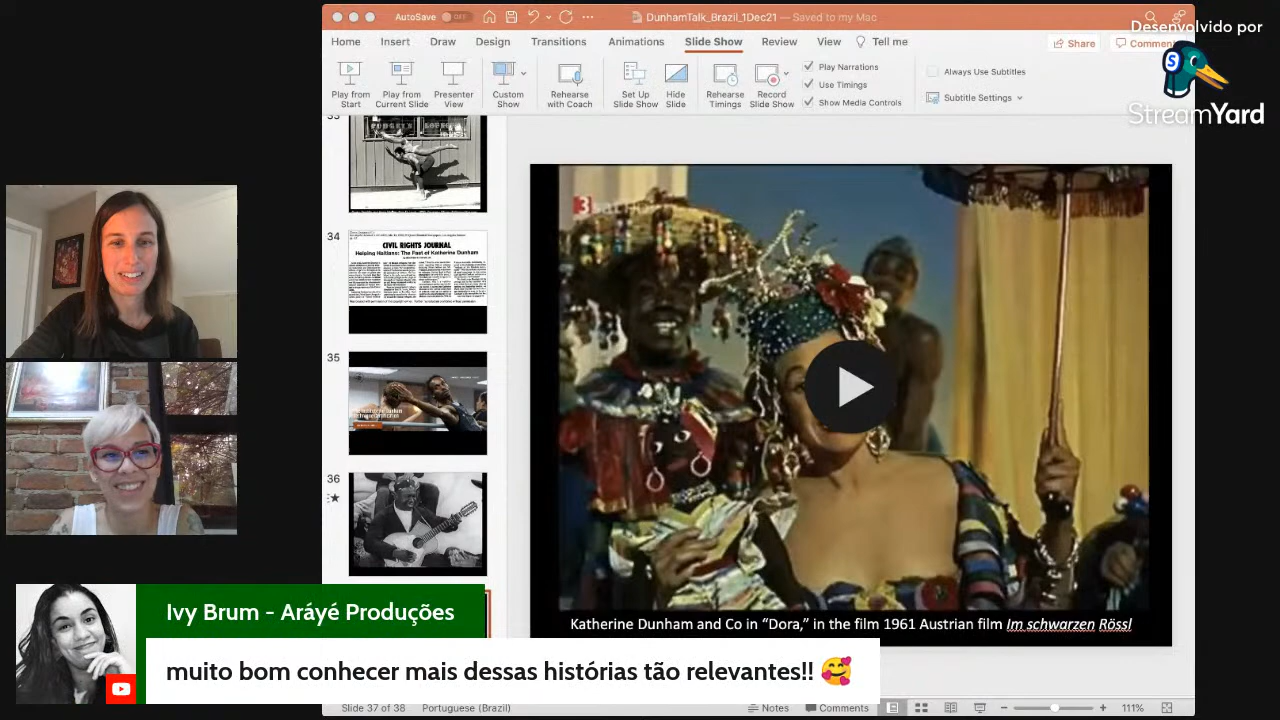 AutoSave OFF
DunhamTalk_Brazil_1Dec21 — Saved to my Mac
Desenvolvido por
StreamYard
Home Insert Draw Design Transitions Animations Slide Show Review View Tell me
Share
Play from Start
Play from Current Slide
Presenter View
Custom Show
Rehearse with Coach
Set Up Slide Show
Hide Slide
Rehearse Timings
Record Slide Show
Play Narrations
Use Timings
Show Media Controls
Always Use Subtitles
Subtitle Settings
34
CIVIL RIGHTS JOURNAL
Helping Haitians: The Fast of Katherine Dunham
35
36
3
Katherine Dunham and Co in “Dora,” in the film 1961 Austrian film Im schwarzen Rössl
Ivy Brum - Aráyé Produções
muito bom conhecer mais dessas histórias tão relevantes!! 🥰
Slide 37 of 38 Portuguese (Brazil) Notes Comments 111%